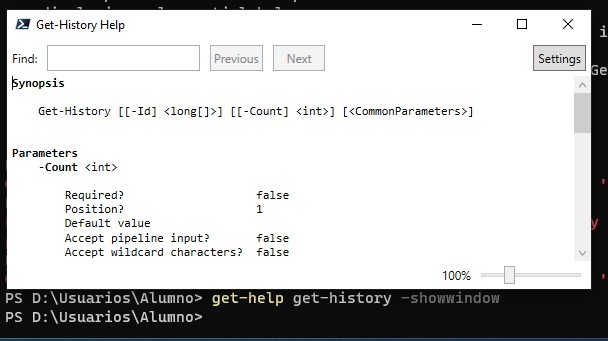 Get-History Help
Find:
Previous
Next
Settings
Synopsis
Get-History [[-Id] <long[]>] [[-Count] <int>] [<CommonParameters>]
Parameters
-Count <int>
Required? false
Position? 1
Default value
Accept pipeline input? false
Accept wildcard characters? false
100%
PS D:\Usuarios\Alumno> get-help get-history -showwindow
PS D:\Usuarios\Alumno>